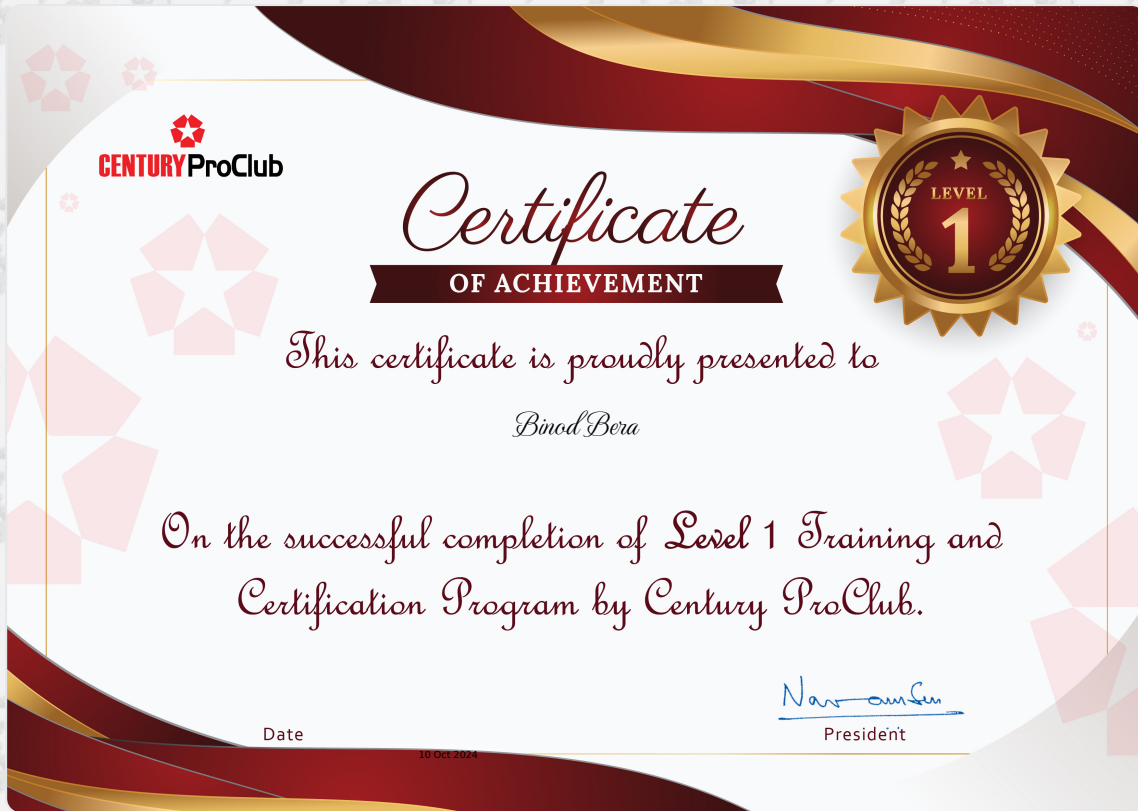 CENTURY ProClub
LEVEL
1
Certificate
OF ACHIEVEMENT
This certificate is proudly presented to
Binod Bera
On the successful completion of Level 1 Training and
Certification Program by Century ProClub.
Date
President
10 Oct 2024